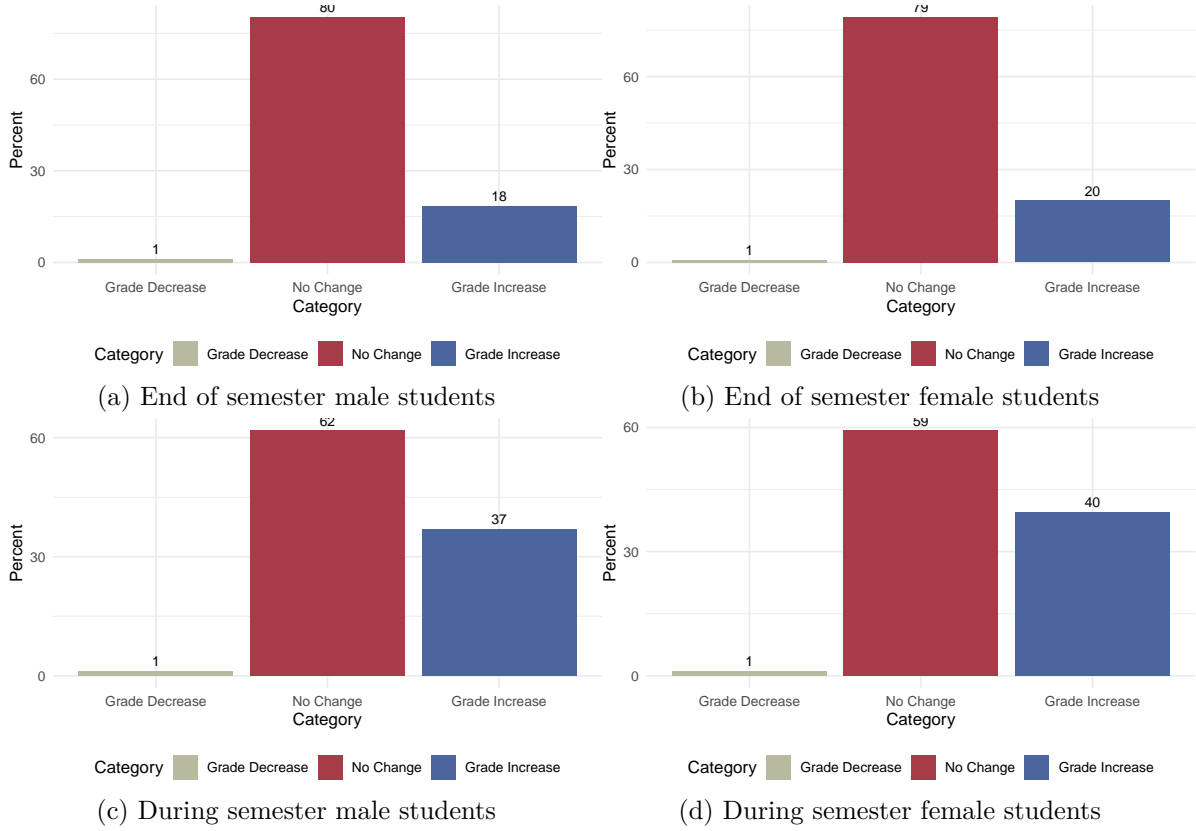 80
60
30
0
Percent
18
1
Grade Decrease No Change Grade Increase
Category
Category Grade Decrease No Change Grade Increase
(a) End of semester male students
79
60
30
0
Percent
20
1
Grade Decrease No Change Grade Increase
Category
Category Grade Decrease No Change Grade Increase
(b) End of semester female students
62
60
30
0
Percent
37
1
Grade Decrease No Change Grade Increase
Category
Category Grade Decrease No Change Grade Increase
(c) During semester male students
59
60
30
0
Percent
40
1
Grade Decrease No Change Grade Increase
Category
Category Grade Decrease No Change Grade Increase
(d) During semester female students